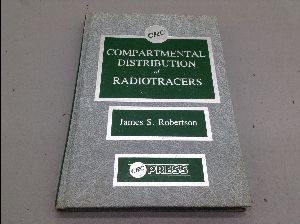 CRC
COMPARTMENTAL
DISTRIBUTION
of
RADIOTRACERS
James S. Robertson
CRC PRESS